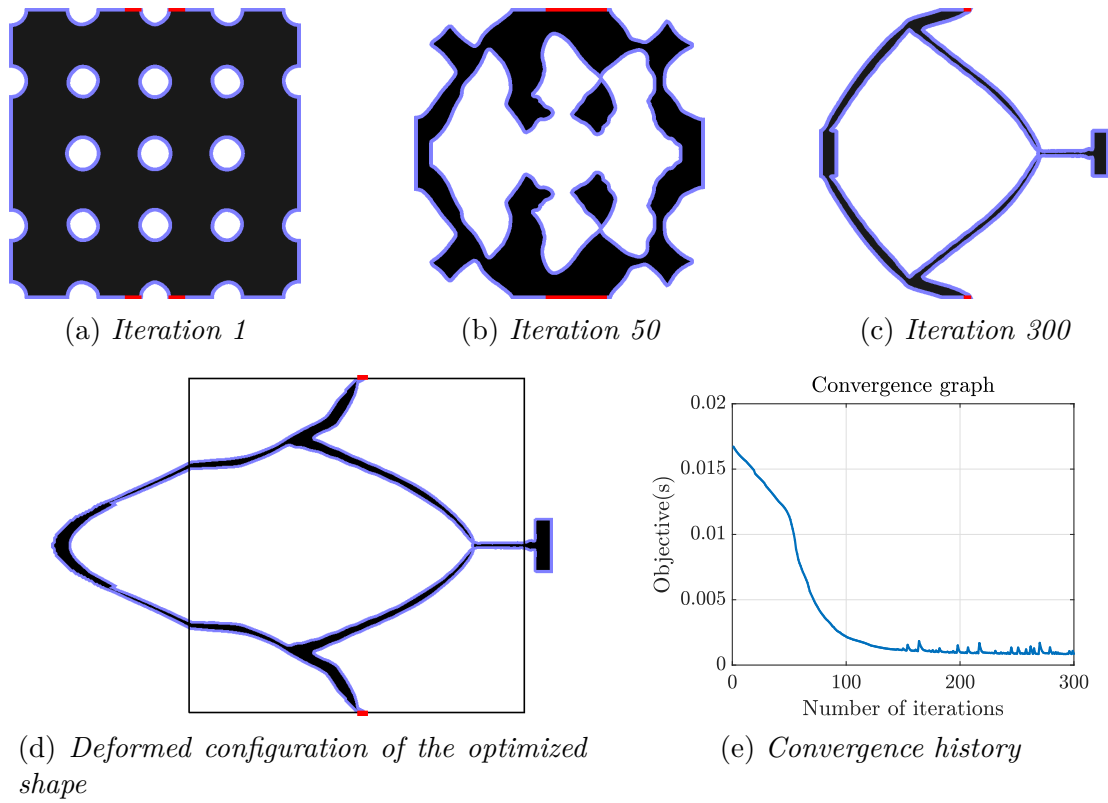 (a) Iteration 1
(b) Iteration 50
(c) Iteration 300
(d) Deformed configuration of the optimized
shape
Convergence graph
0.02
0.015
0.01
0.005
0
Objective(s)
0
100
200
300
Number of iterations
(e) Convergence history